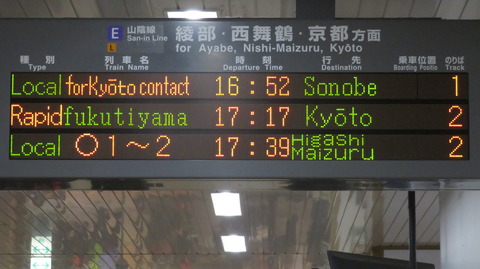 E 山陰線 綾部・西舞鶴・京都方面
L San-in Line for Ayabe, Nishi-Maizuru, Kyōto
種別 列車名 時刻 行先 乗車位置 のりば
Type Train Name Departure Time Destination Boarding Positio Track
Local forKyōto contact 16:52 Sonobe 1
Rapid fukutiyama 17:17 Kyōto 2
Local ○1～2 17:39 Higashi Maizuru 2